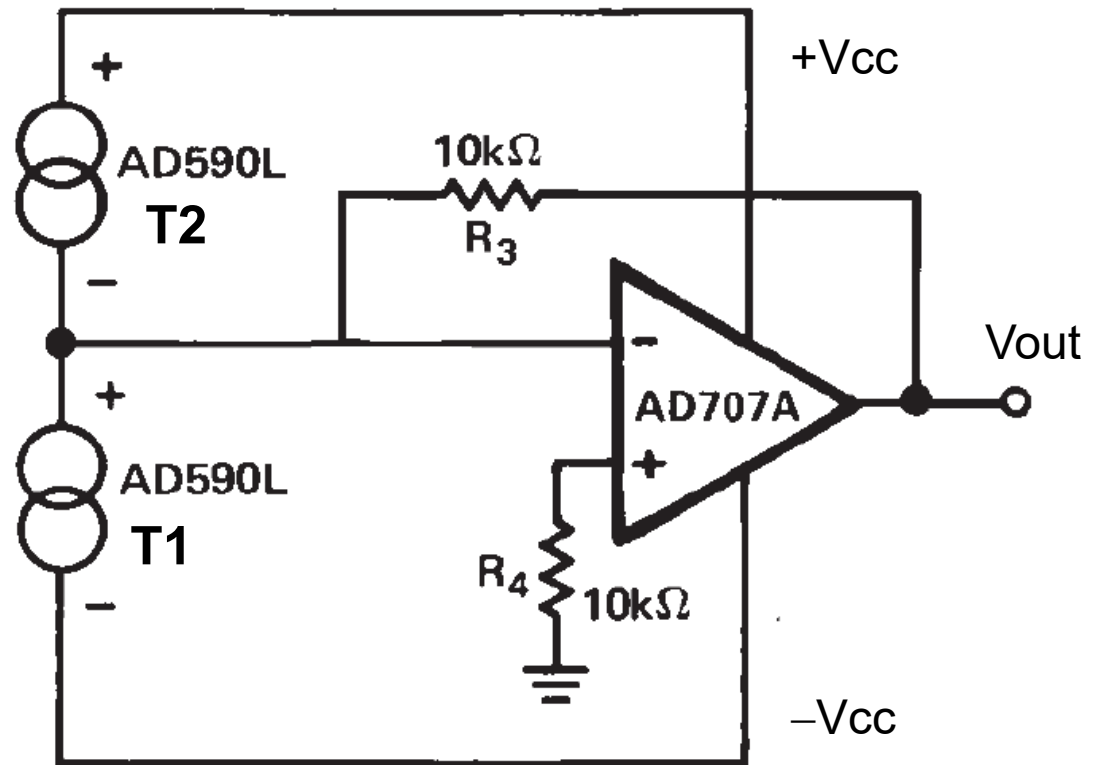 +Vcc
+
AD590L
T2
−
10kΩ
R3
−
AD707A
+
Vout
+
AD590L
T1
−
R4
10kΩ
−Vcc